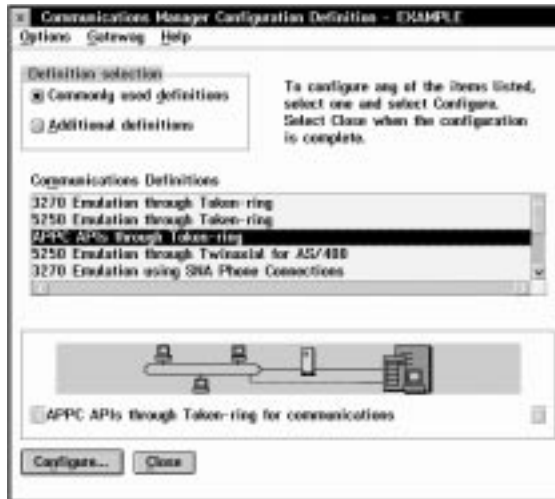 Communications Manager Configuration Definition - EXAMPLE
Options Gateway Help
Definition selection
Commonly used definitions
Additional definitions
To configure any of the items listed,
select one and select Configure.
Select Close when the configuration
is complete.
Communications Definitions
3270 Emulation through Token-ring
5250 Emulation through Token-ring
APPC APIs through Token-ring
5250 Emulation through Twinaxial for AS/400
3270 Emulation using SNA Phone Connections
APPC APIs through Token-ring for communications
Configure... Close